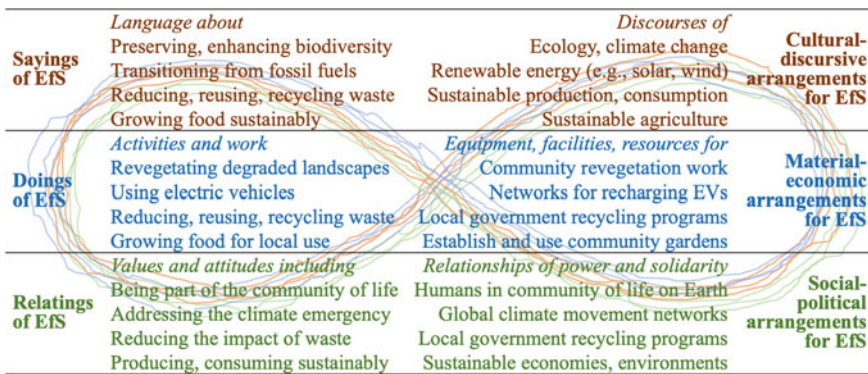 Sayings
of EfS
Language about
Preserving, enhancing biodiversity
Transitioning from fossil fuels
Reducing, reusing, recycling waste
Growing food sustainably
Discourses of
Ecology, climate change
Renewable energy (e.g., solar, wind)
Sustainable production, consumption
Sustainable agriculture
Cultural-
discursive
arrangements
for EfS
Doings
of EfS
Activities and work
Revegetating degraded landscapes
Using electric vehicles
Reducing, reusing, recycling waste
Growing food for local use
Equipment, facilities, resources for
Community revegetation work
Networks for recharging EVs
Local government recycling programs
Establish and use community gardens
Material-
economic
arrangements
for EfS
Relatings
of EfS
Values and attitudes including
Being part of the community of life
Addressing the climate emergency
Reducing the impact of waste
Producing, consuming sustainably
Relationships of power and solidarity
Humans in community of life on Earth
Global climate movement networks
Local government recycling programs
Sustainable economies, environments
Social-
political
arrangements
for EfS